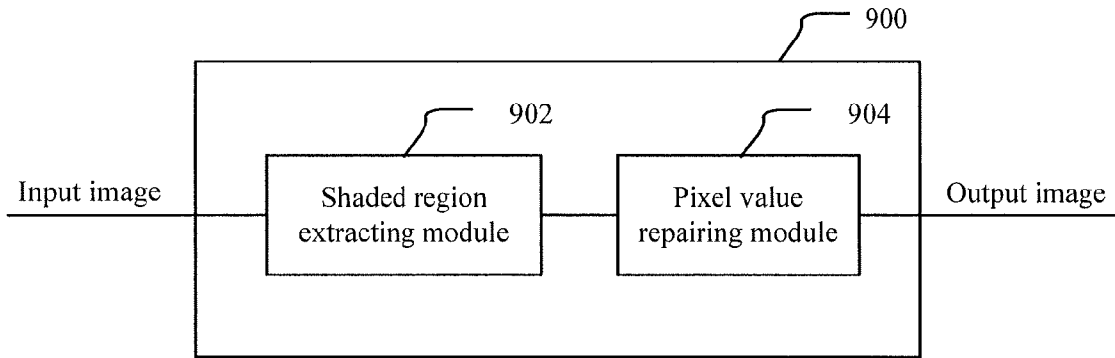 900
902
904
Input image
Shaded region
extracting module
Pixel value
repairing module
Output image